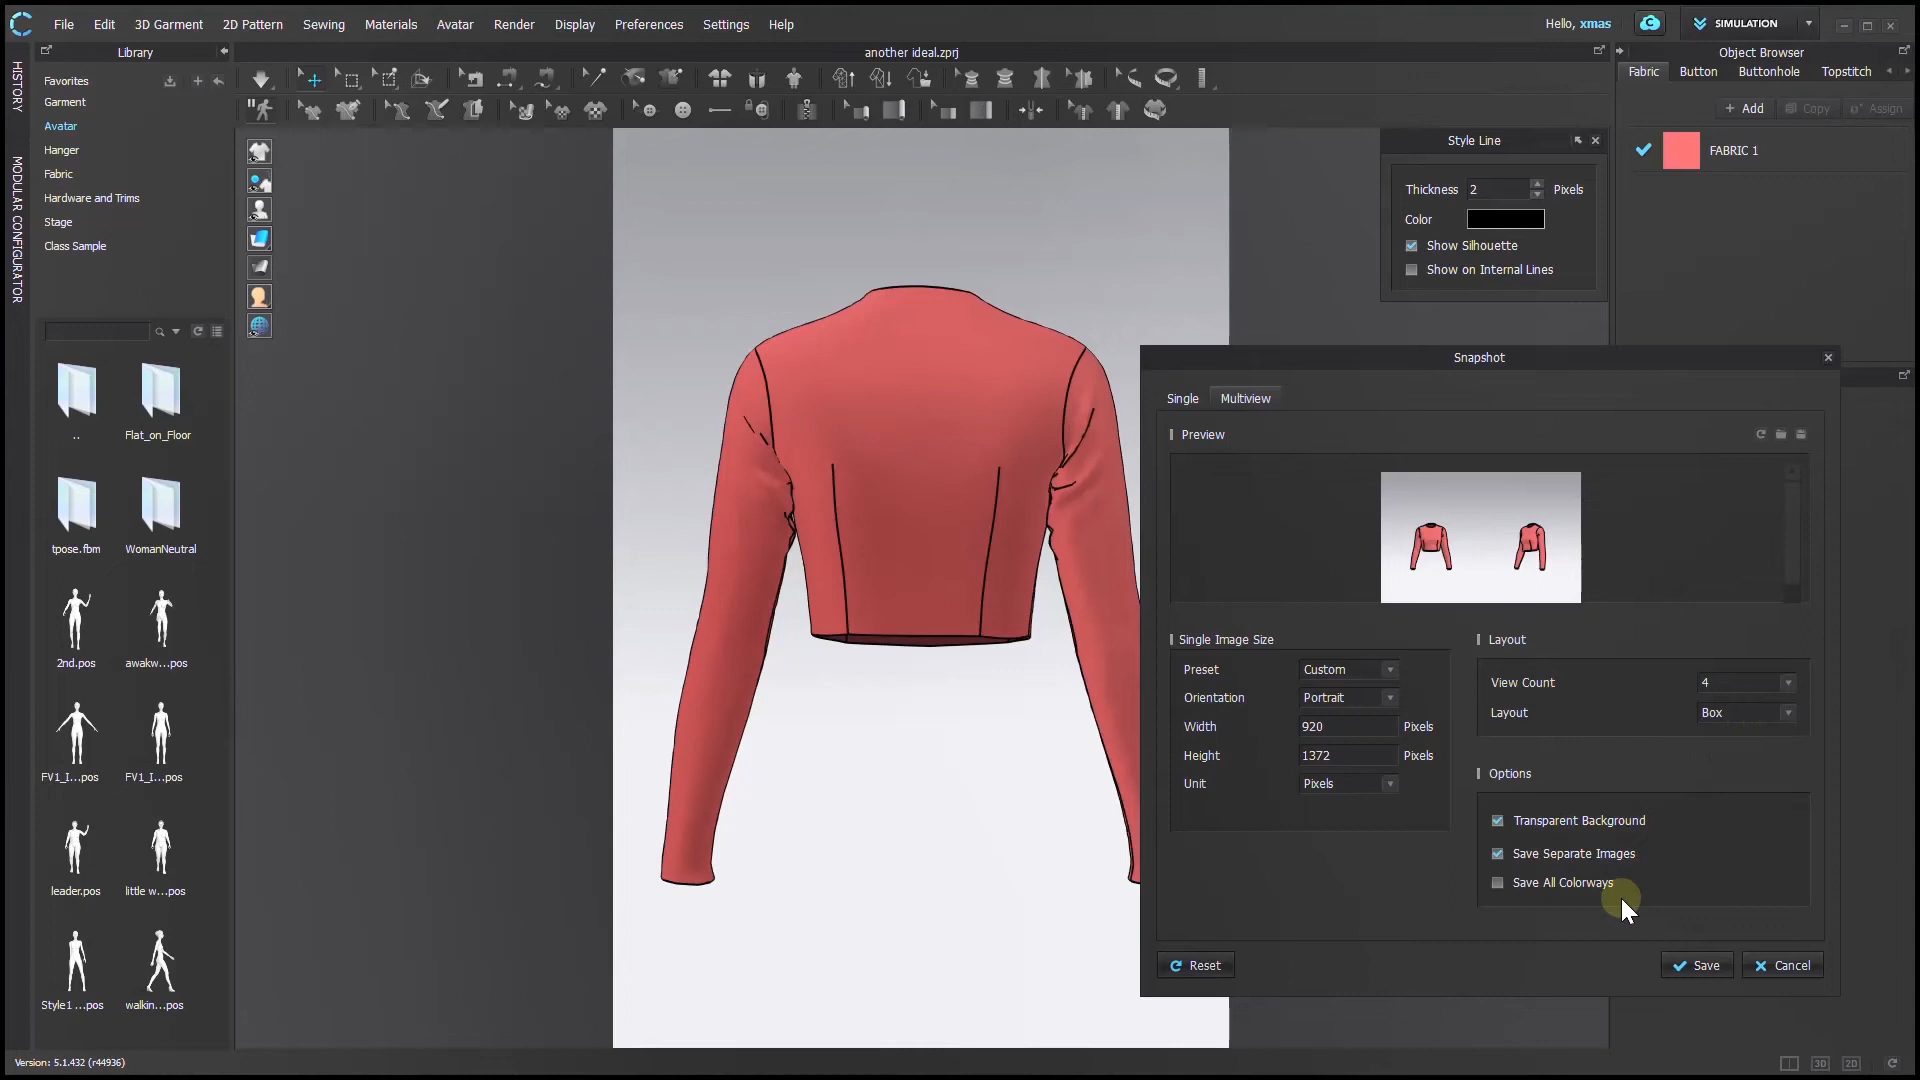 File Edit 3D Garment 2D Pattern Sewing Materials Avatar Render Display Preferences Settings Help
Hello, xmas
SIMULATION
Library
another ideal.zprj
Object Browser
HISTORY
MODULAR CONFIGURATOR
Favorites
Garment
Avatar
Hanger
Fabric
Hardware and Trims
Stage
Class Sample
..
Flat_on_Floor
tpose.fbm
WomanNeutral
2nd.pos
awakw...pos
FV1_I...pos
FV1_I...pos
leader.pos
little w...pos
Style1 ...pos
walkin...pos
Version: 5.1.432 (r44936)
Fabric Button Buttonhole Topstitch
+ Add Copy Assign
FABRIC 1
Style Line
Thickness 2 Pixels
Color
Show Silhouette
Show on Internal Lines
Snapshot
Single Multiview
Preview
Single Image Size
Preset Custom
Orientation Portrait
Width 920 Pixels
Height 1372 Pixels
Unit Pixels
Layout
View Count 4
Layout Box
Options
Transparent Background
Save Separate Images
Save All Colorways
Reset
Save
Cancel
3D 2D